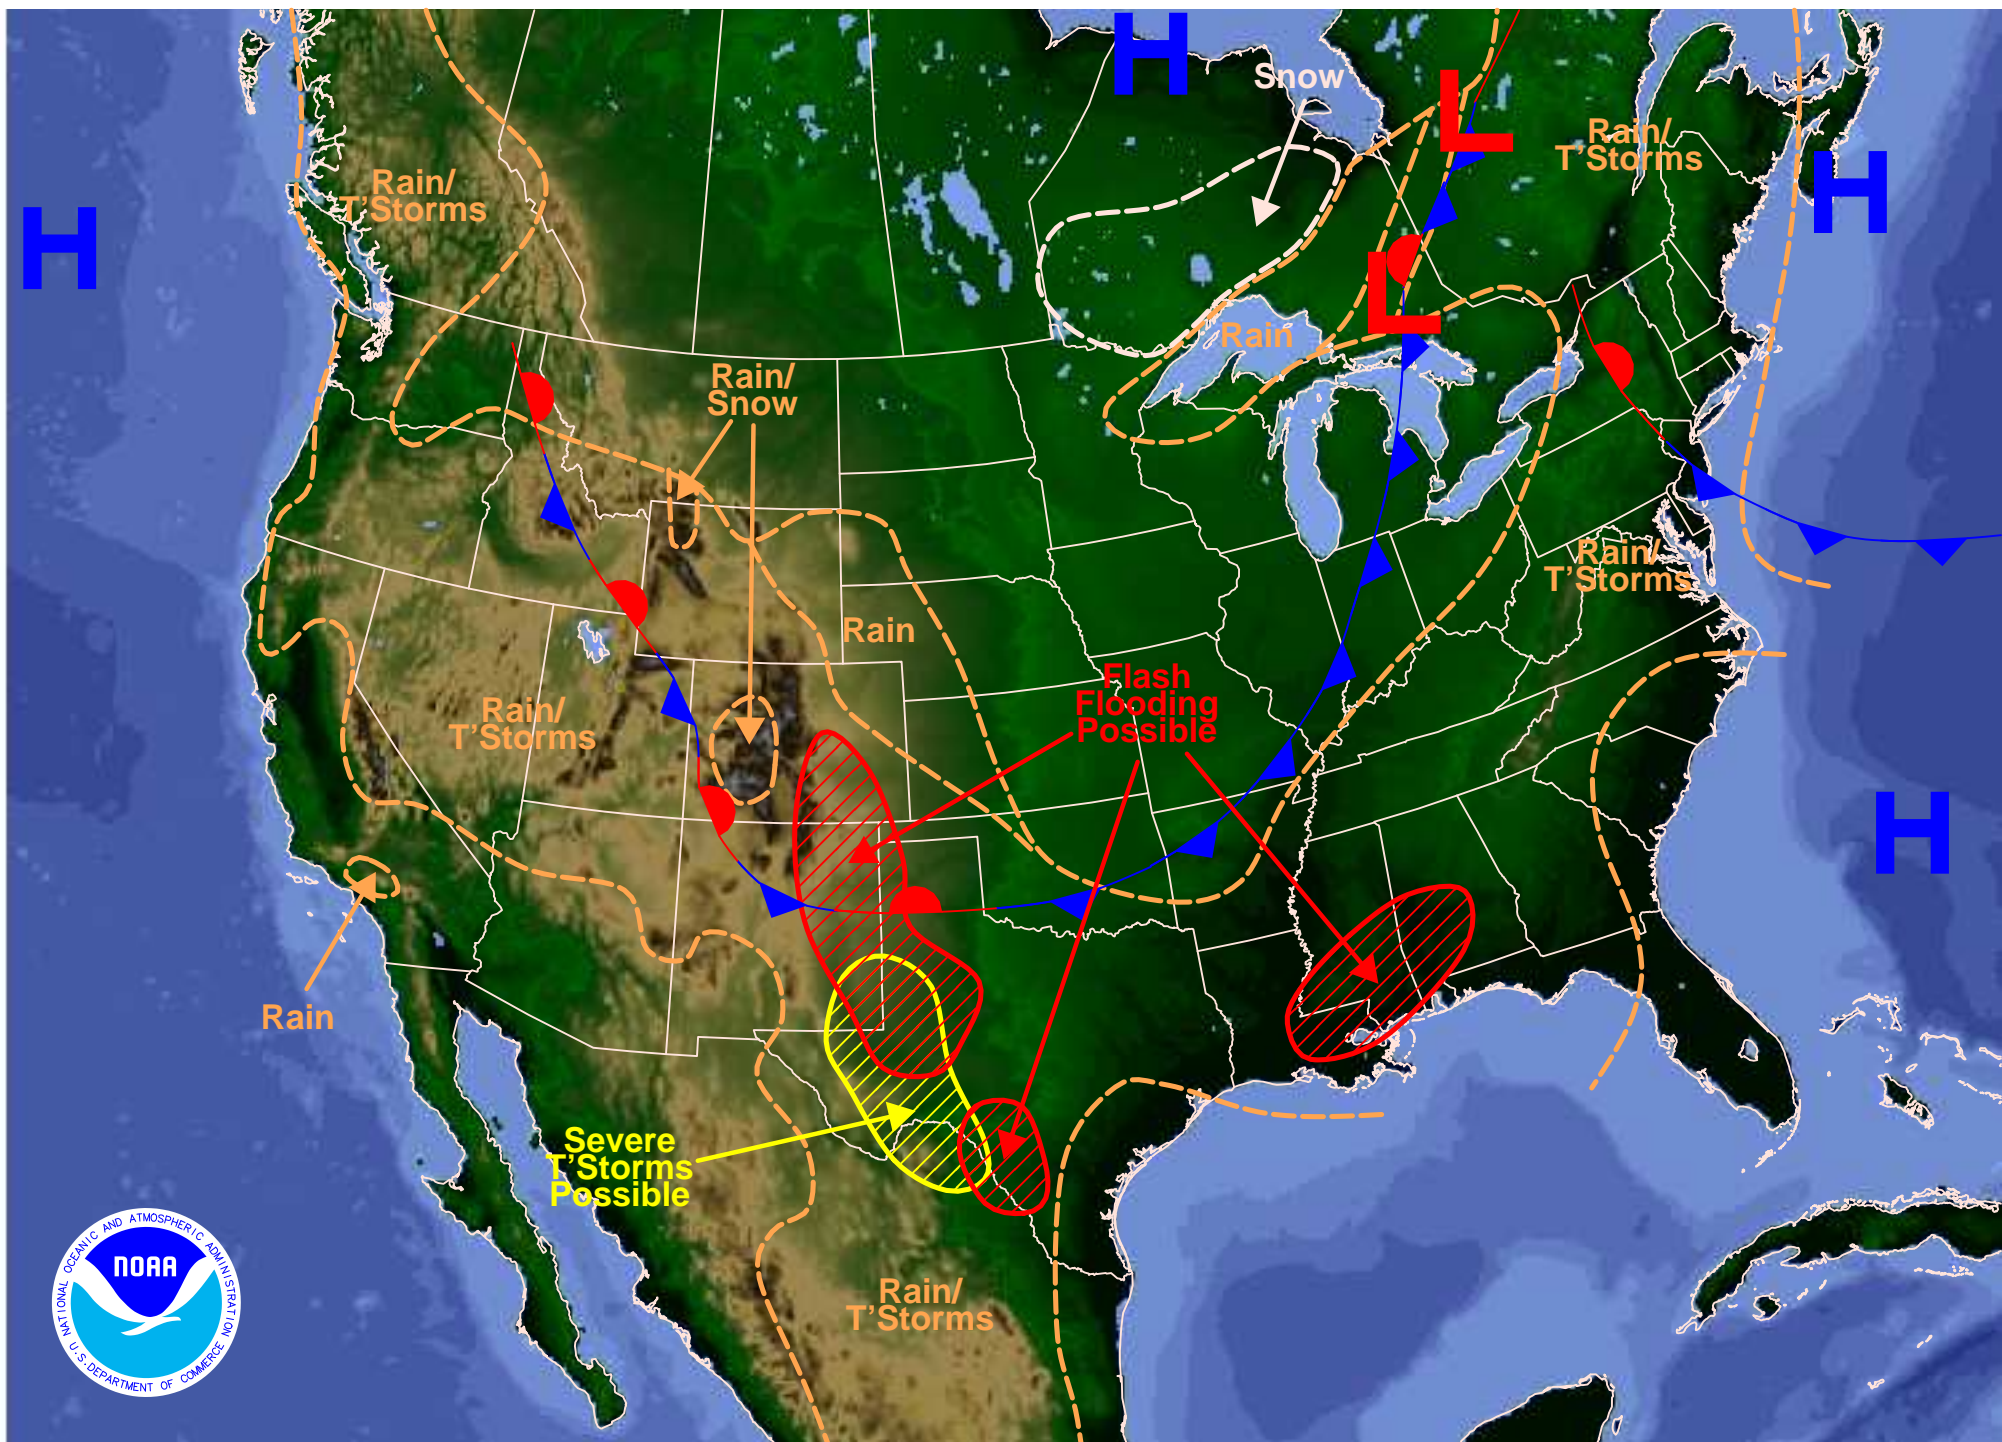 H
Snow
L
Rain/
T'Storms
H
Rain/
T'Storms
H
L
Rain
Rain/
Snow
Rain/
T'Storms
Rain
Flash
Flooding
Possible
Rain/
T'Storms
H
Rain
Severe
T'Storms
Possible
Rain/
T'Storms
NATIONAL OCEANIC AND ATMOSPHERIC ADMINISTRATION
NOAA
U.S. DEPARTMENT OF COMMERCE